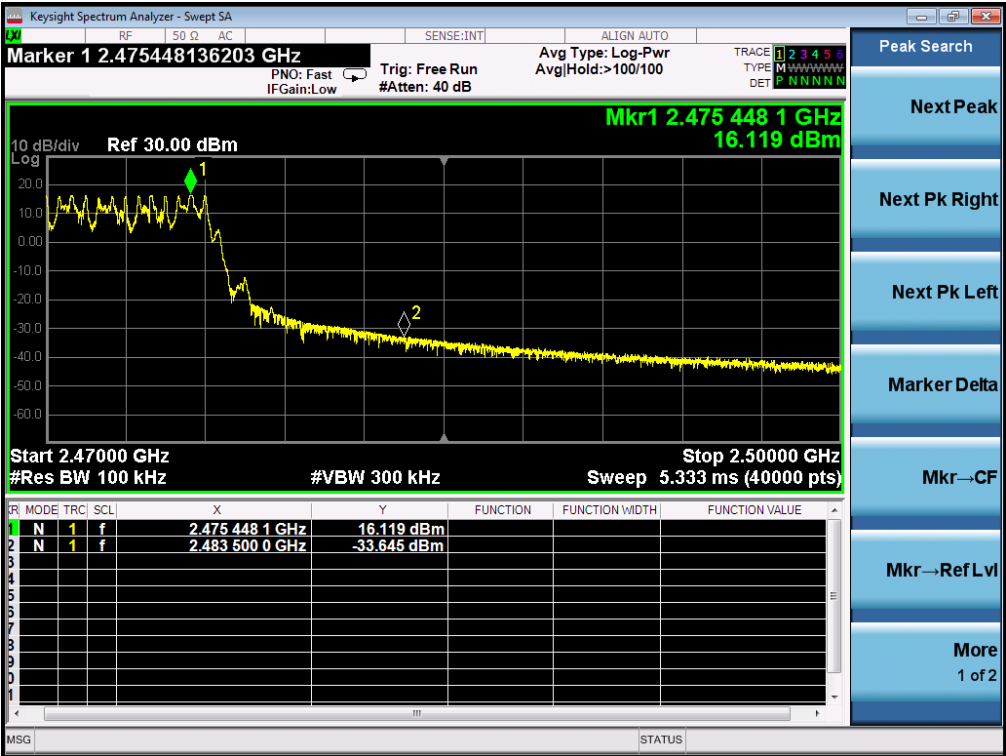 Keysight Spectrum Analyzer - Swept SA
LXI
RF 50 Ω AC SENSE:INT ALIGN AUTO
Marker 1 2.475448136203 GHz
PNO: Fast
IFGain:Low
Trig: Free Run
#Atten: 40 dB
Avg Type: Log-Pwr
Avg|Hold:>100/100
TRACE 1 2 3 4 5 6
TYPE M WWWWW
DET P N N N N N
Mkr1 2.475 448 1 GHz
16.119 dBm
10 dB/div Ref 30.00 dBm
Log
1
20.0
10.0
0.00
-10.0
-20.0
2
-30.0
-40.0
-50.0
-60.0
Start 2.47000 GHz Stop 2.50000 GHz
#Res BW 100 kHz #VBW 300 kHz Sweep 5.333 ms (40000 pts)
MODE TRC SCL X Y FUNCTION FUNCTION WIDTH FUNCTION VALUE
1 N 1 f 2.475 448 1 GHz 16.119 dBm
2 N 1 f 2.483 500 0 GHz -33.645 dBm
3
4
5
6
7
8
9
0
1
MSG STATUS
Peak Search
Next Peak
Next Pk Right
Next Pk Left
Marker Delta
Mkr→CF
Mkr→Ref Lvl
More
1 of 2